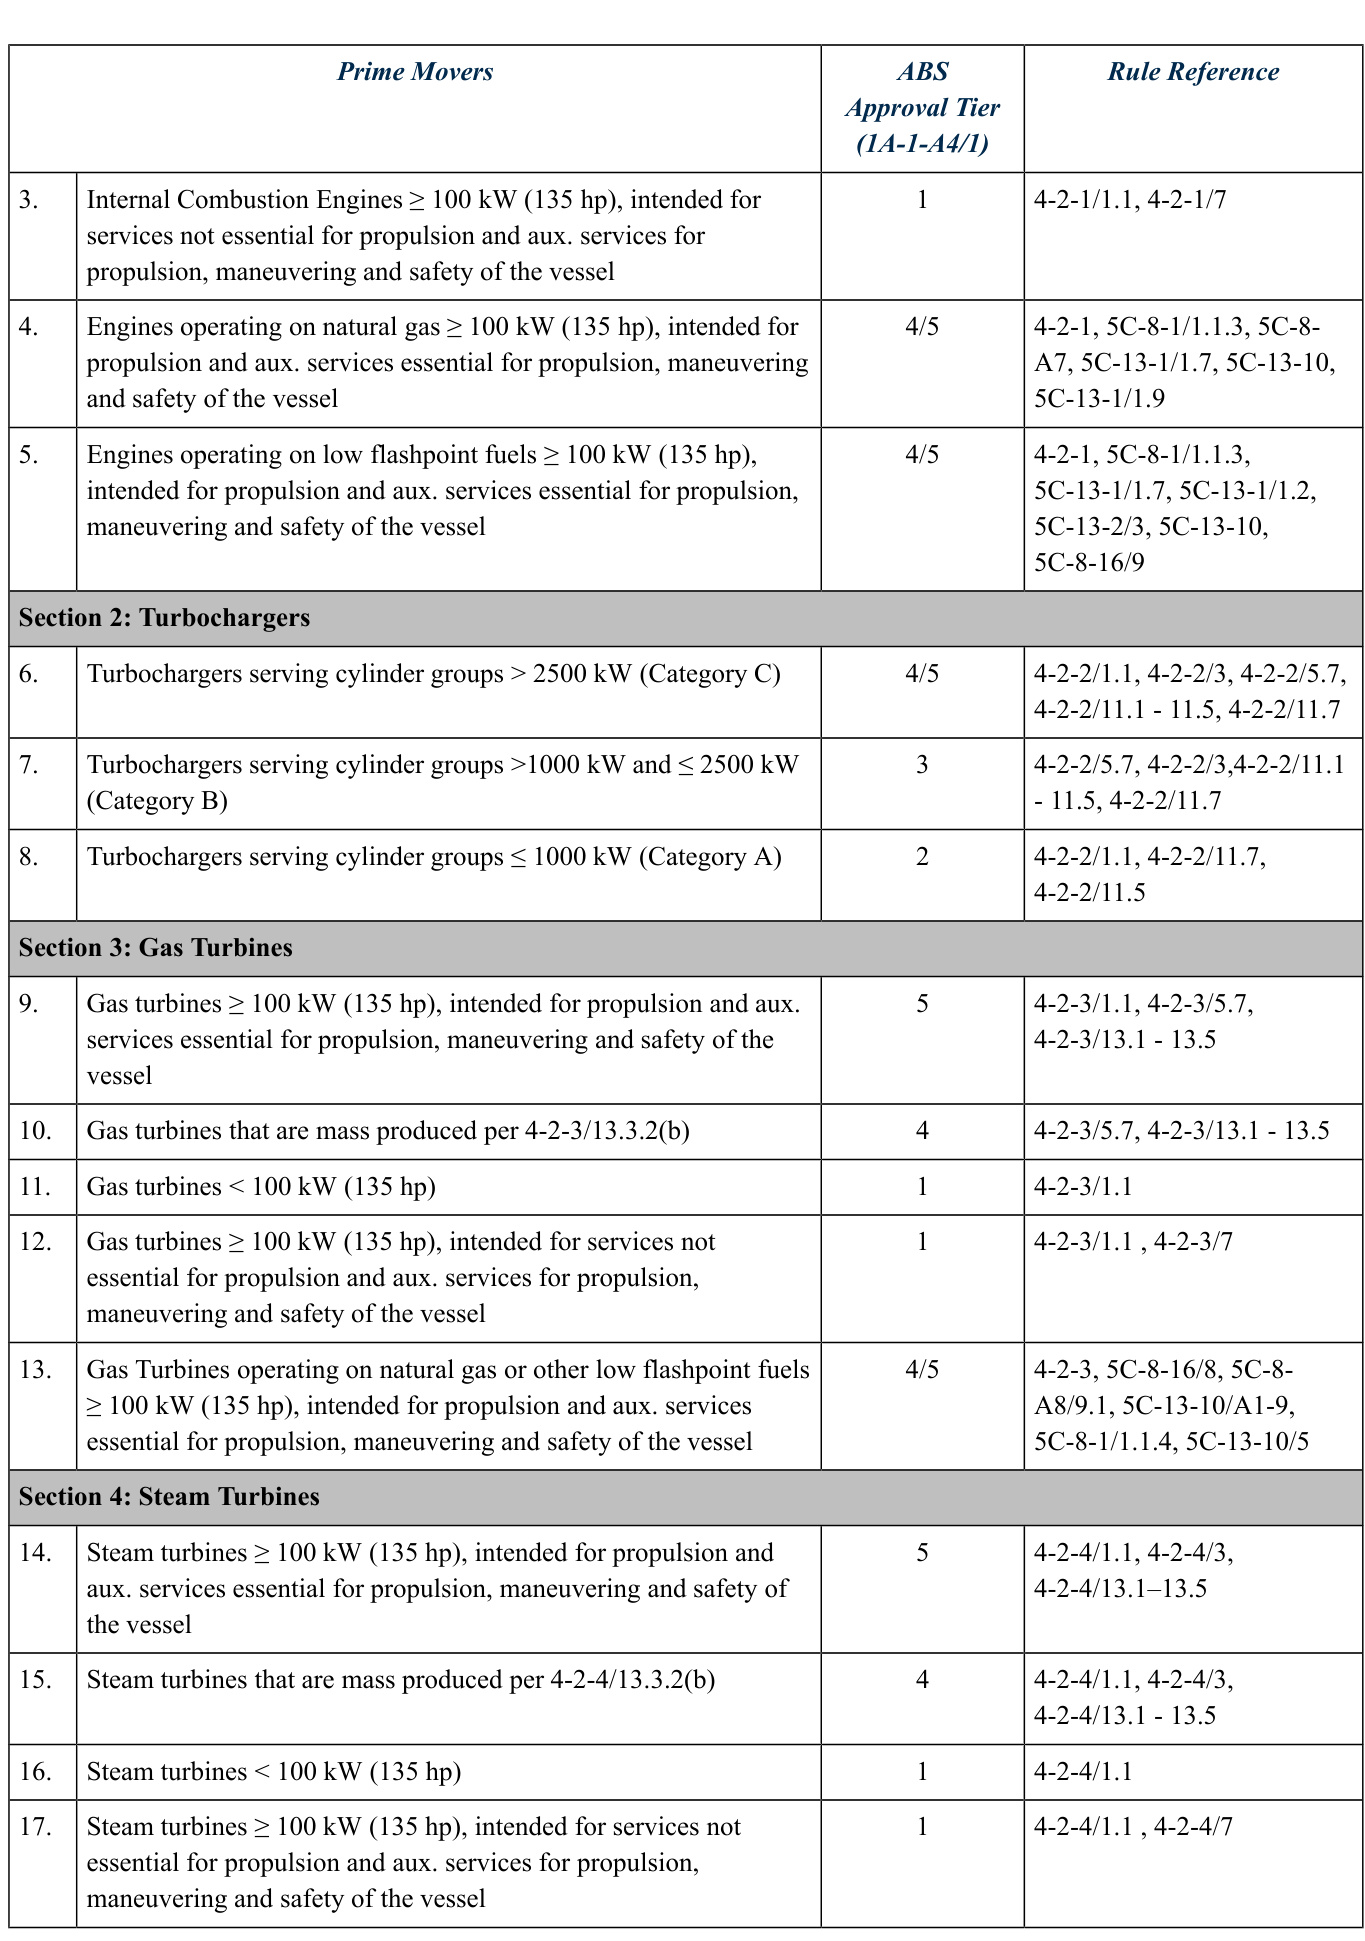 Prime Movers
ABS
Approval Tier
(1A-1-A4/1)
Rule Reference
3.
Internal Combustion Engines ≥ 100 kW (135 hp), intended for
services not essential for propulsion and aux. services for
propulsion, maneuvering and safety of the vessel
1
4-2-1/1.1, 4-2-1/7
4.
Engines operating on natural gas ≥ 100 kW (135 hp), intended for
propulsion and aux. services essential for propulsion, maneuvering
and safety of the vessel
4/5
4-2-1, 5C-8-1/1.1.3, 5C-8-
A7, 5C-13-1/1.7, 5C-13-10,
5C-13-1/1.9
5.
Engines operating on low flashpoint fuels ≥ 100 kW (135 hp),
intended for propulsion and aux. services essential for propulsion,
maneuvering and safety of the vessel
4/5
4-2-1, 5C-8-1/1.1.3,
5C-13-1/1.7, 5C-13-1/1.2,
5C-13-2/3, 5C-13-10,
5C-8-16/9
Section 2: Turbochargers
6.
Turbochargers serving cylinder groups > 2500 kW (Category C)
4/5
4-2-2/1.1, 4-2-2/3, 4-2-2/5.7,
4-2-2/11.1 - 11.5, 4-2-2/11.7
7.
Turbochargers serving cylinder groups >1000 kW and ≤ 2500 kW
(Category B)
3
4-2-2/5.7, 4-2-2/3,4-2-2/11.1
- 11.5, 4-2-2/11.7
8.
Turbochargers serving cylinder groups ≤ 1000 kW (Category A)
2
4-2-2/1.1, 4-2-2/11.7,
4-2-2/11.5
Section 3: Gas Turbines
9.
Gas turbines ≥ 100 kW (135 hp), intended for propulsion and aux.
services essential for propulsion, maneuvering and safety of the
vessel
5
4-2-3/1.1, 4-2-3/5.7,
4-2-3/13.1 - 13.5
10.
Gas turbines that are mass produced per 4-2-3/13.3.2(b)
4
4-2-3/5.7, 4-2-3/13.1 - 13.5
11.
Gas turbines < 100 kW (135 hp)
1
4-2-3/1.1
12.
Gas turbines ≥ 100 kW (135 hp), intended for services not
essential for propulsion and aux. services for propulsion,
maneuvering and safety of the vessel
1
4-2-3/1.1 , 4-2-3/7
13.
Gas Turbines operating on natural gas or other low flashpoint fuels
≥ 100 kW (135 hp), intended for propulsion and aux. services
essential for propulsion, maneuvering and safety of the vessel
4/5
4-2-3, 5C-8-16/8, 5C-8-
A8/9.1, 5C-13-10/A1-9,
5C-8-1/1.1.4, 5C-13-10/5
Section 4: Steam Turbines
14.
Steam turbines ≥ 100 kW (135 hp), intended for propulsion and
aux. services essential for propulsion, maneuvering and safety of
the vessel
5
4-2-4/1.1, 4-2-4/3,
4-2-4/13.1–13.5
15.
Steam turbines that are mass produced per 4-2-4/13.3.2(b)
4
4-2-4/1.1, 4-2-4/3,
4-2-4/13.1 - 13.5
16.
Steam turbines < 100 kW (135 hp)
1
4-2-4/1.1
17.
Steam turbines ≥ 100 kW (135 hp), intended for services not
essential for propulsion and aux. services for propulsion,
maneuvering and safety of the vessel
1
4-2-4/1.1 , 4-2-4/7